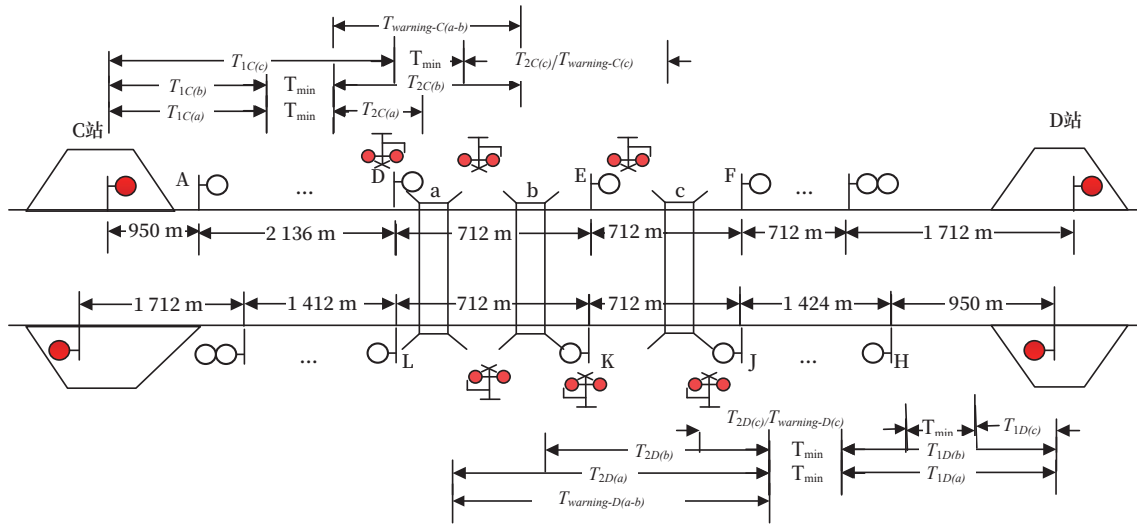 T_warning-C(a-b)
T_1C(c) T_min T_2C(c)/T_warning-C(c)
T_1C(b) T_min T_2C(b)
T_1C(a) T_min T_2C(a)
C站 D站
A ... D a b E c F ...
950 m 2 136 m 712 m 712 m 712 m 1 712 m
1 712 m 1 412 m 712 m 712 m 1 424 m 950 m
... L K J ... H
T_2D(c)/T_warning-D(c) T_min T_1D(c)
T_2D(b) T_min T_1D(b)
T_2D(a) T_min T_1D(a)
T_warning-D(a-b)